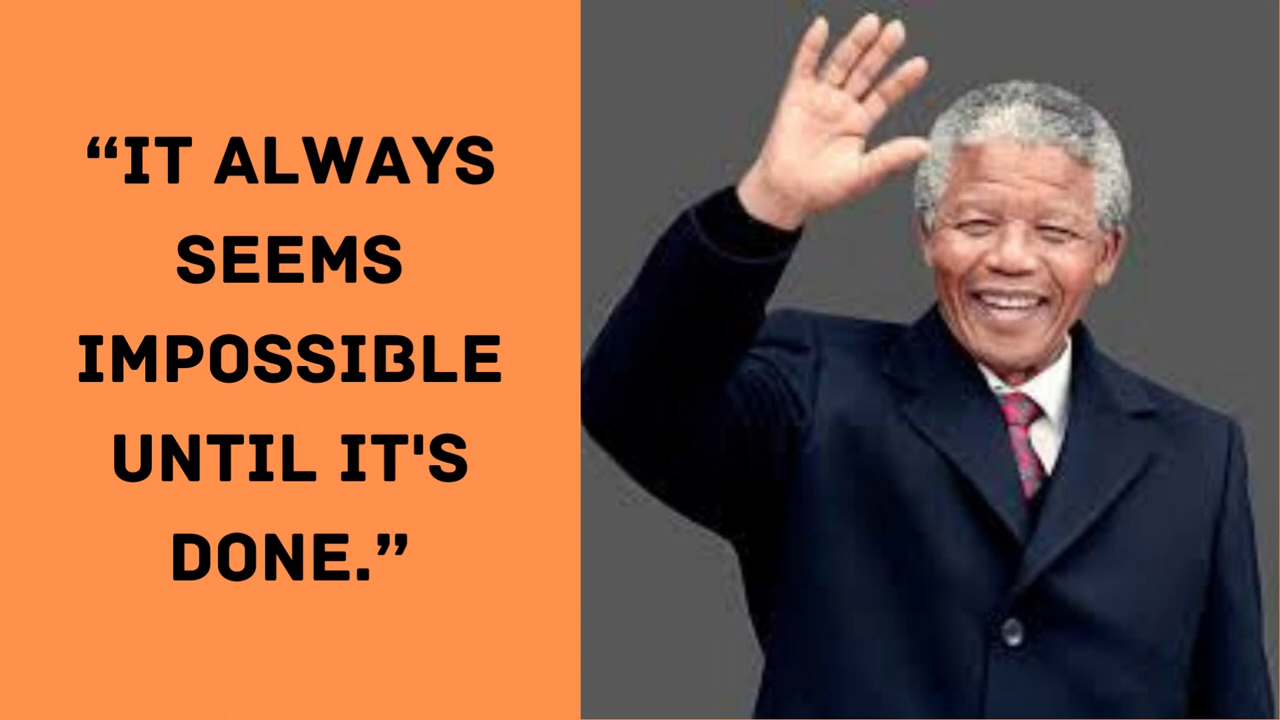 “IT ALWAYS
SEEMS
IMPOSSIBLE
UNTIL IT'S
DONE.”